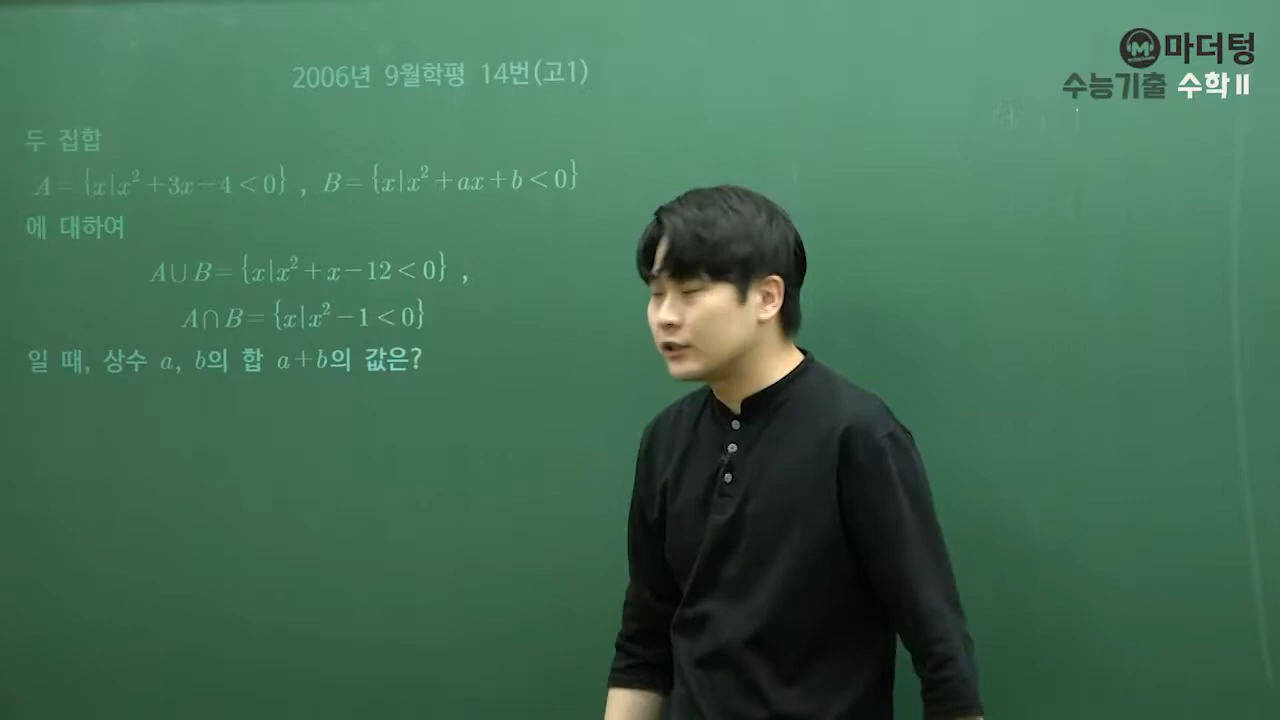 마더텅
수능기출 수학Ⅱ
2006년 9월학평 14번(고1)
두 집합
A={x|x²+3x-4<0} , B={x|x²+ax+b<0}
에 대하여
A∪B={x|x²+x-12<0} ,
A∩B={x|x²-1<0}
일 때, 상수 a, b의 합 a+b의 값은?